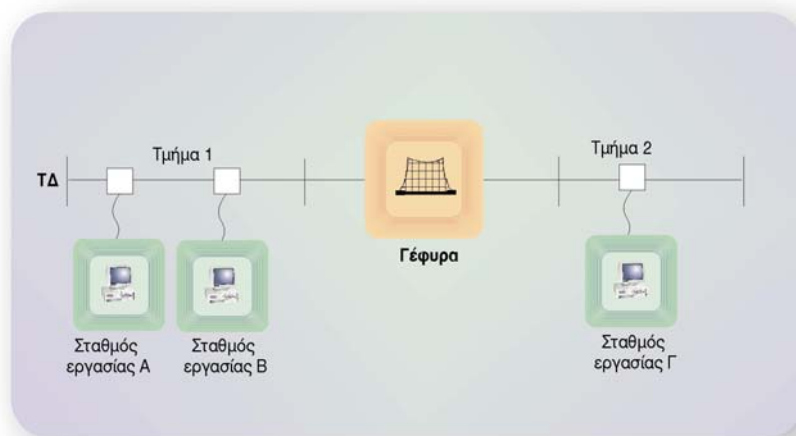 Τμήμα 1
Τμήμα 2
ΤΔ
Γέφυρα
Σταθμός
εργασίας Α
Σταθμός
εργασίας Β
Σταθμός
εργασίας Γ